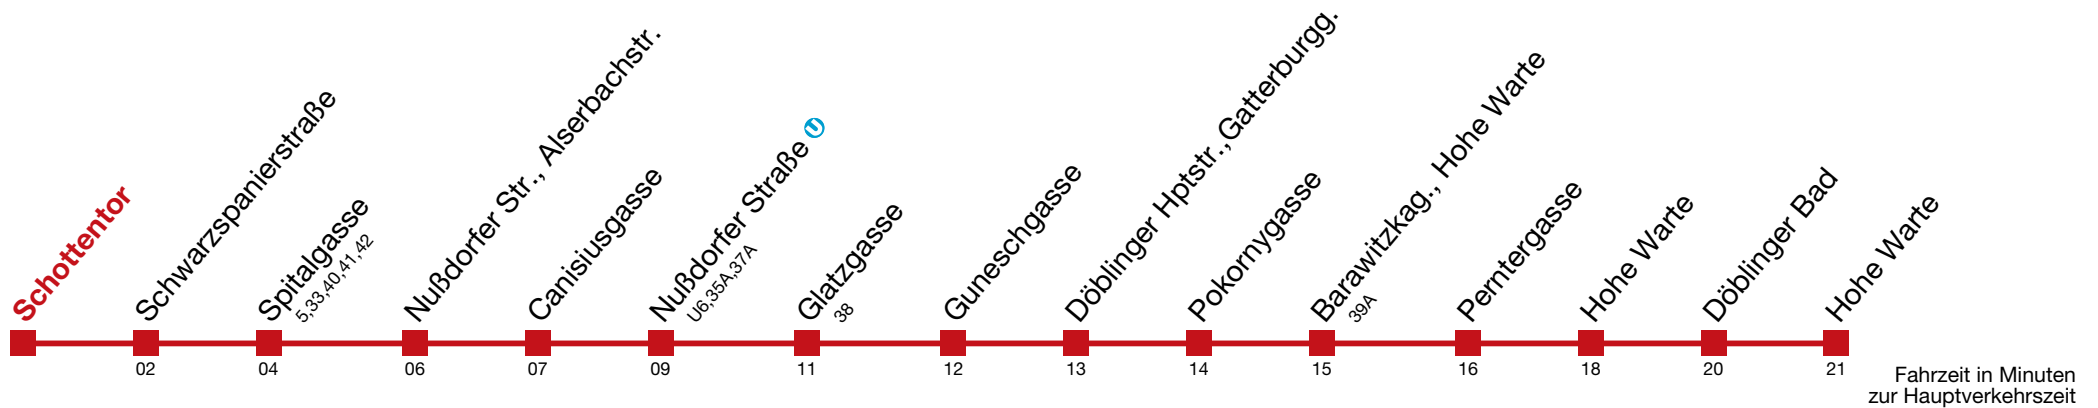 Schottentor
Schwarzspanierstraße
02
Spitalgasse
5,33,40,41,42
04
Nußdorfer Str., Alserbachstr.
06
Canisiusgasse
07
Nußdorfer Straße U
U6,35A,37A
09
Glatzgasse
38
11
Guneschgasse
12
Döblinger Hptstr.,Gatterburgg.
13
Pokornygasse
14
Barawitzkag., Hohe Warte
39A
15
Perntergasse
16
Hohe Warte
18
Döblinger Bad
20
Hohe Warte
21
Fahrzeit in Minuten
zur Hauptverkehrszeit